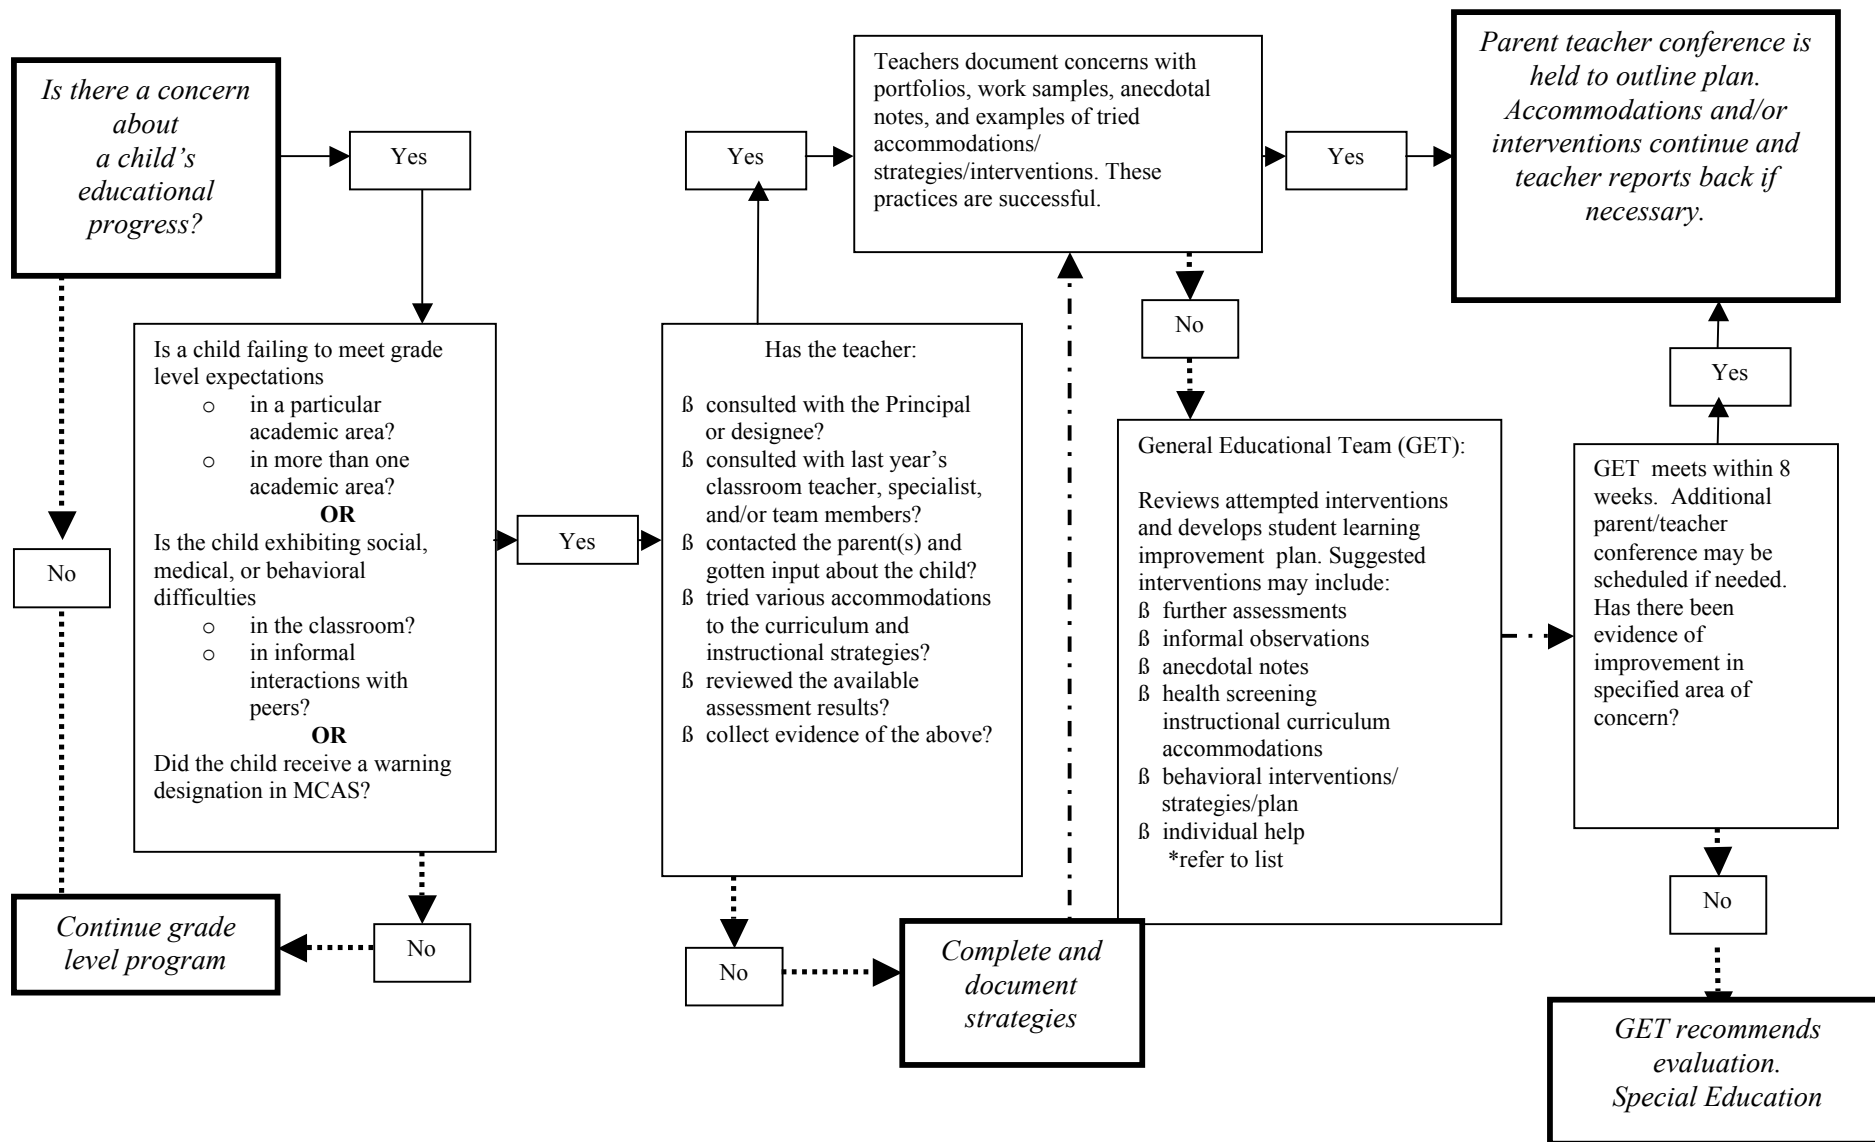 Is there a concern
about
a child’s
educational
progress?
Yes
No
Is a child failing to meet grade
level expectations
o in a particular
academic area?
o in more than one
academic area?
OR
Is the child exhibiting social,
medical, or behavioral
difficulties
o in the classroom?
o in informal
interactions with
peers?
OR
Did the child receive a warning
designation in MCAS?
No
Continue grade
level program
Yes
Has the teacher:
ß consulted with the Principal
or designee?
ß consulted with last year’s
classroom teacher, specialist,
and/or team members?
ß contacted the parent(s) and
gotten input about the child?
ß tried various accommodations
to the curriculum and
instructional strategies?
ß reviewed the available
assessment results?
ß collect evidence of the above?
No
Complete and
document
strategies
Yes
Teachers document concerns with
portfolios, work samples, anecdotal
notes, and examples of tried
accommodations/
strategies/interventions. These
practices are successful.
Yes
Parent teacher conference is
held to outline plan.
Accommodations and/or
interventions continue and
teacher reports back if
necessary.
No
General Educational Team (GET):
Reviews attempted interventions
and develops student learning
improvement plan. Suggested
interventions may include:
ß further assessments
ß informal observations
ß anecdotal notes
ß health screening
instructional curriculum
accommodations
ß behavioral interventions/
strategies/plan
ß individual help
*refer to list
GET meets within 8
weeks. Additional
parent/teacher
conference may be
scheduled if needed.
Has there been
evidence of
improvement in
specified area of
concern?
Yes
No
GET recommends
evaluation.
Special Education